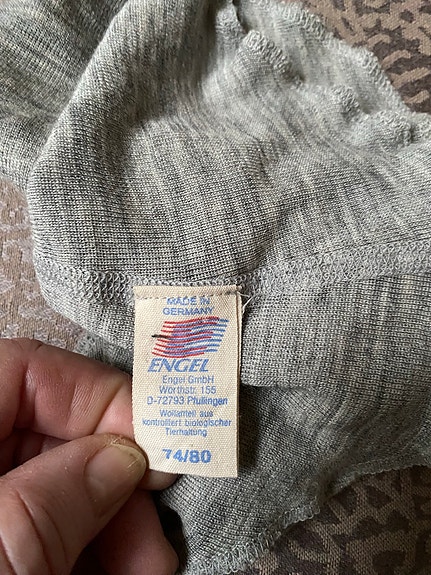 MADE IN
GERMANY
ENGEL
Engel GmbH
Wörthstr. 155
D-72793 Pfullingen
Wollanteil aus
kontrolliert biologischer
Tierhaltung
74/80